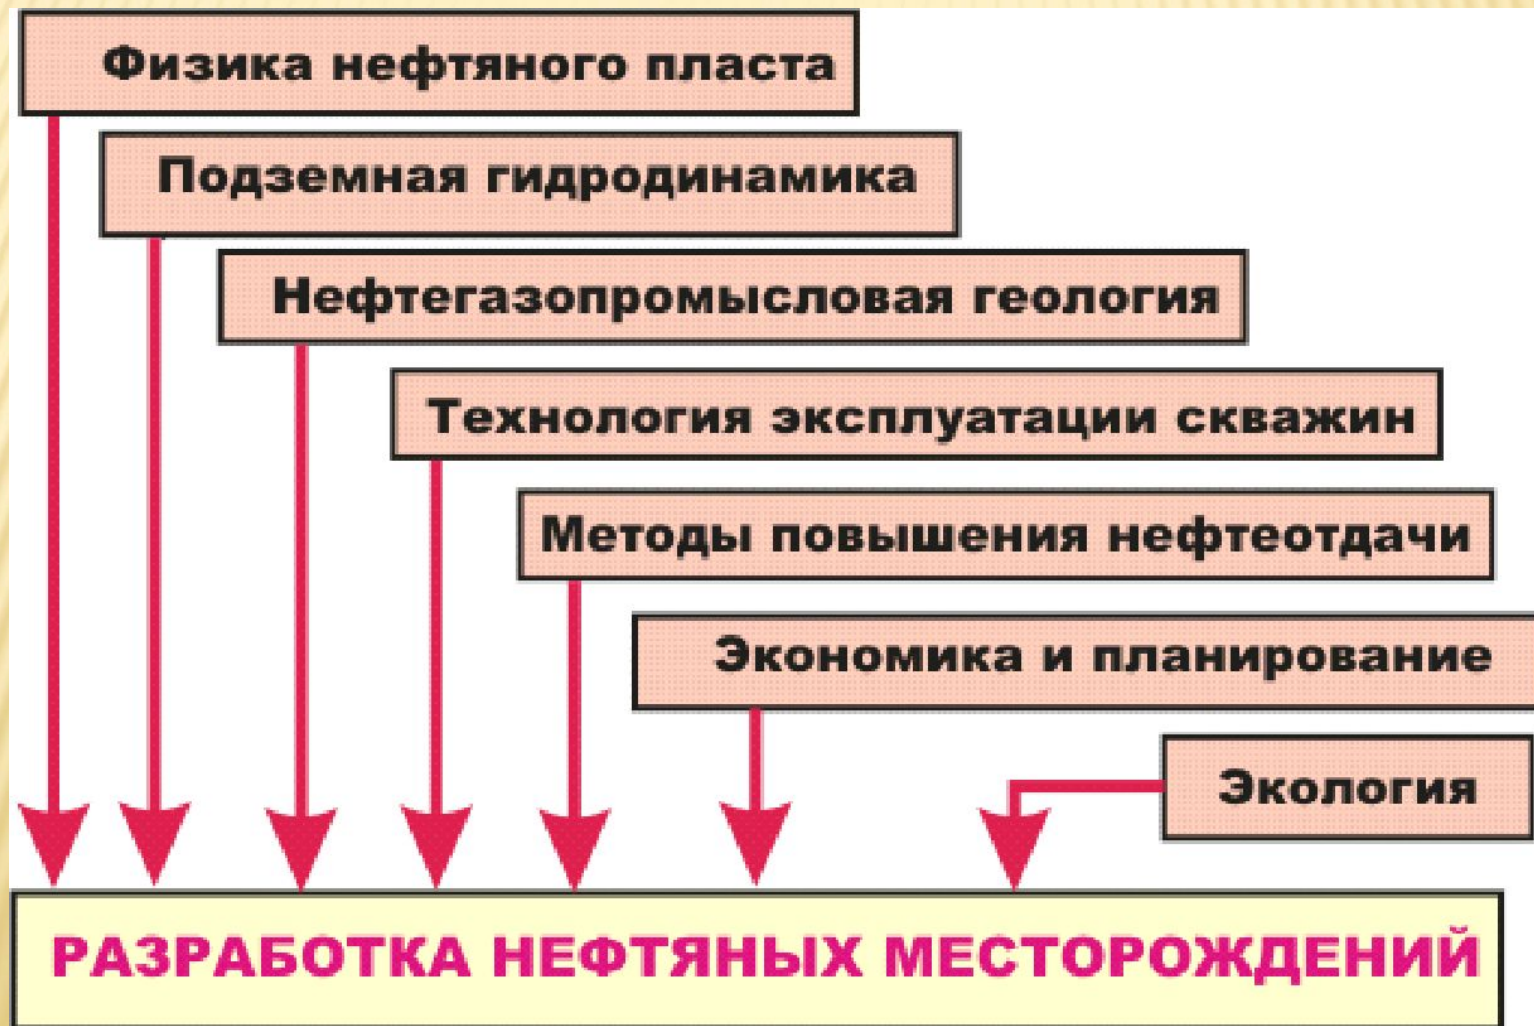 Физика нефтяного пласта
Подземная гидродинамика
Нефтегазопромысловая геология
Технология эксплуатации скважин
Методы повышения нефтеотдачи
Экономика и планирование
Экология
РАЗРАБОТКА НЕФТЯНЫХ МЕСТОРОЖДЕНИЙ